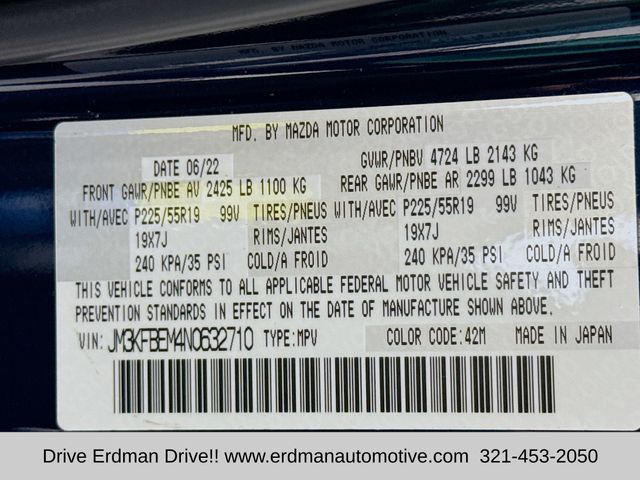 MFD. BY MAZDA MOTOR CORPORATION
DATE 06/22 GVWR/PNBV 4724 LB 2143 KG
FRONT GAWR/PNBE AV 2425 LB 1100 KG REAR GAWR/PNBE AR 2299 LB 1043 KG
WITH/AVEC P225/55R19 99V TIRES/PNEUS WITH/AVEC P225/55R19 99V TIRES/PNEUS
19X7J RIMS/JANTES 19X7J RIMS/JANTES
240 KPA/35 PSI COLD/A FROID 240 KPA/35 PSI COLD/A FROID
THIS VEHICLE CONFORMS TO ALL APPLICABLE FEDERAL MOTOR VEHICLE SAFETY AND THEFT
PREVENTION STANDARDS IN EFFECT ON THE DATE OF MANUFACTURE SHOWN ABOVE.
VIN: JM3KFBEM4N0632710 TYPE:MPV COLOR CODE:42M MADE IN JAPAN
Drive Erdman Drive!! www.erdmanautomotive.com 321-453-2050